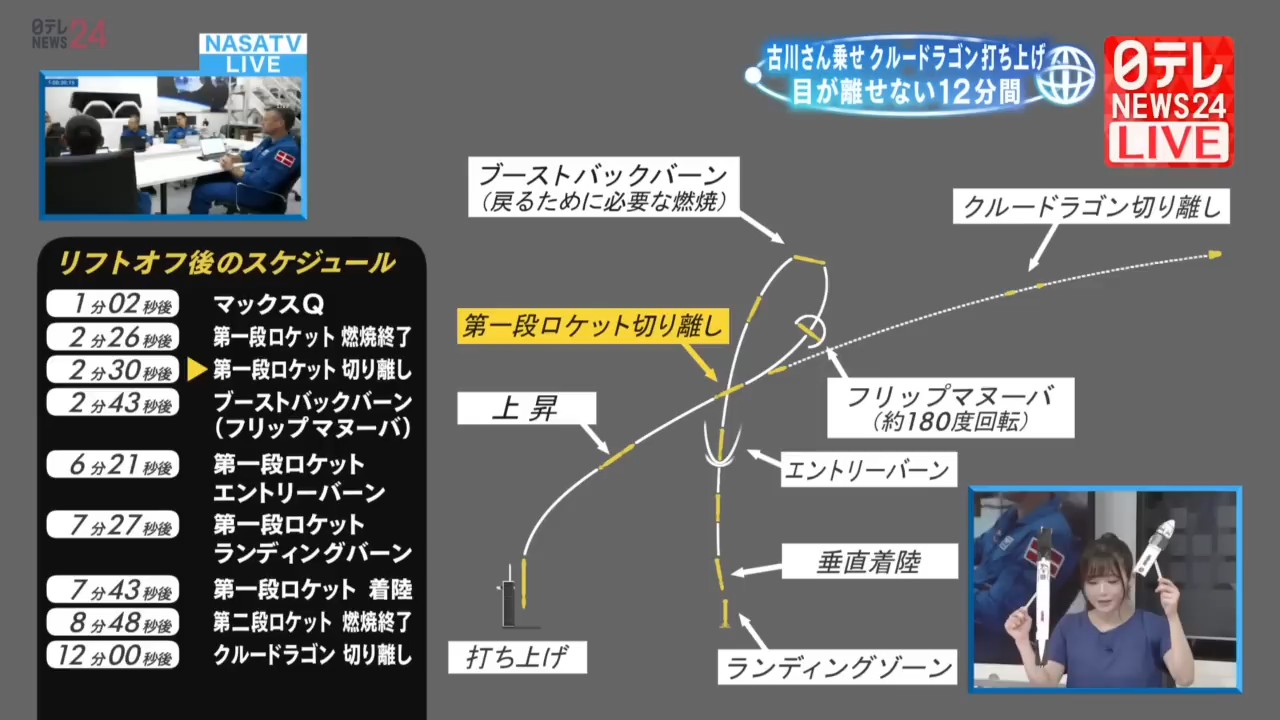 日テレ
NEWS 24
NASATV
LIVE
古川さん乗せ クルードラゴン打ち上げ
目が離せない12分間
日テレ
NEWS24
LIVE
リフトオフ後のスケジュール
1分02秒後 マックスQ
2分26秒後 第一段ロケット 燃焼終了
2分30秒後 第一段ロケット 切り離し
2分43秒後 ブーストバックバーン
(フリップマヌーバ)
6分21秒後 第一段ロケット
エントリーバーン
7分27秒後 第一段ロケット
ランディングバーン
7分43秒後 第一段ロケット 着陸
8分48秒後 第二段ロケット 燃焼終了
12分00秒後 クルードラゴン 切り離し
ブーストバックバーン
(戻るために必要な燃焼)
クルードラゴン切り離し
第一段ロケット切り離し
上昇
フリップマヌーバ
(約180度回転)
エントリーバーン
垂直着陸
打ち上げ
ランディングゾーン